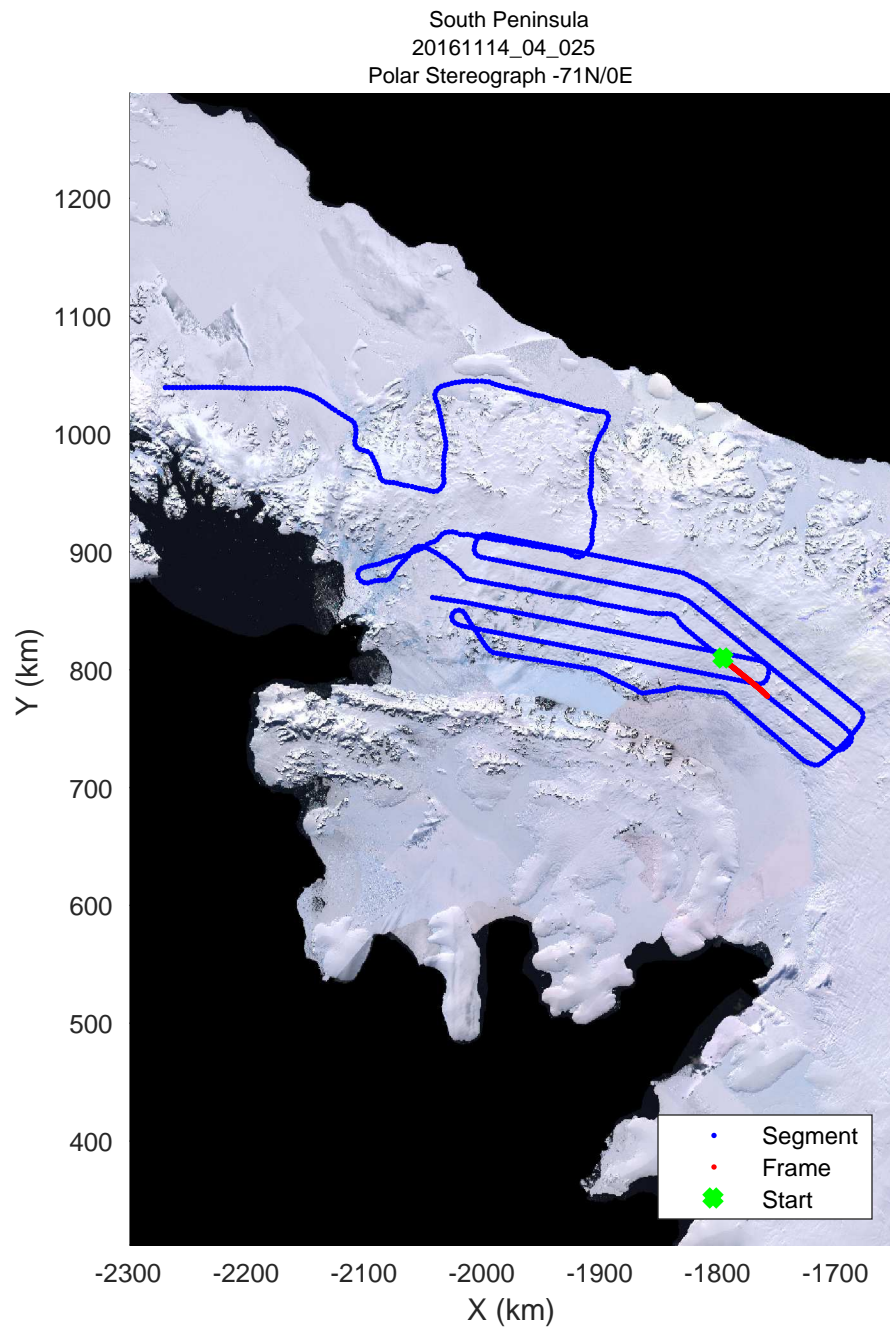 South Peninsula
20161114_04_025
Polar Stereograph -71N/0E
1200
1100
1000
900
800
700
600
500
400
Y (km)
-2300 -2200 -2100 -2000 -1900 -1800 -1700
X (km)
Segment
Frame
Start